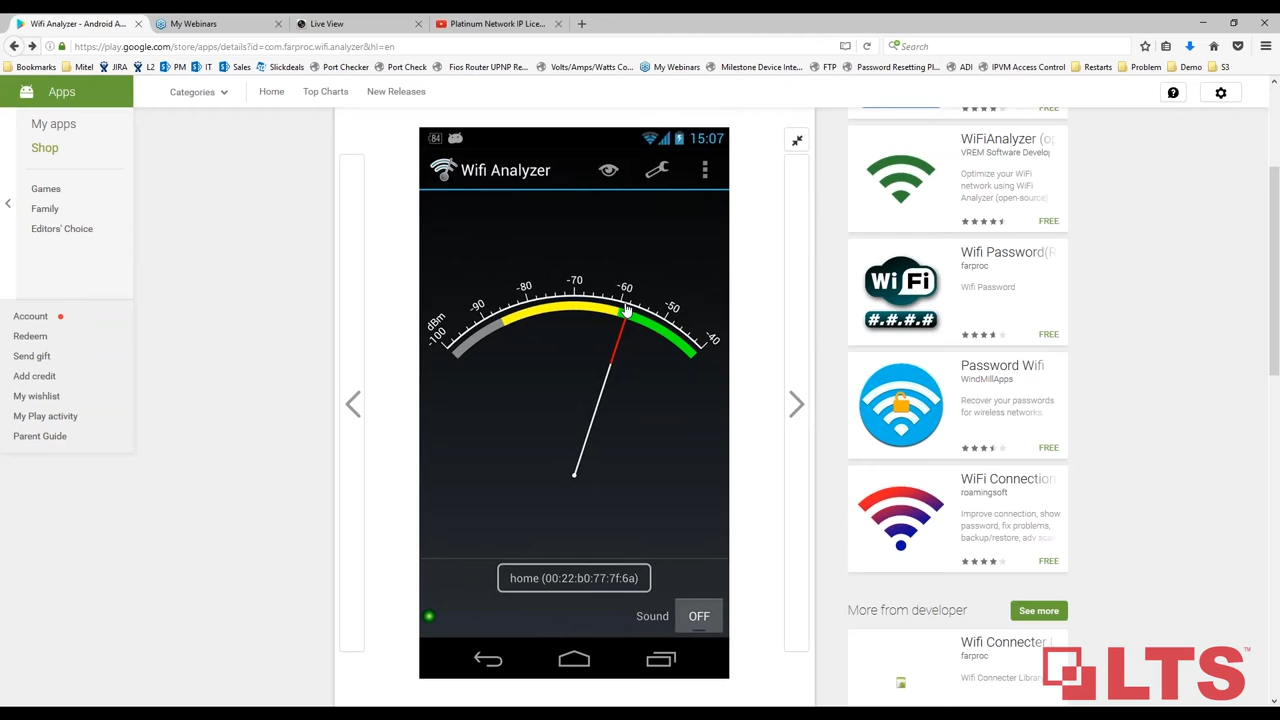 Wifi Analyzer - Android A...
My Webinars
Live View
Platinum Network IP Lice...
https://play.google.com/store/apps/details?id=com.farproc.wifi.analyzer&hl=en
Search
Bookmarks Mitel JIRA L2 PM IT Sales Slickdeals Port Checker Port Check Fios Router UPNP Re... Volts/Amps/Watts Co... My Webinars Milestone Device Inte... FTP Password Resetting Pl... ADI IPVM Access Control Restarts Problem Demo S3
Apps
Categories
Home
Top Charts
New Releases
My apps
Shop
Games
Family
Editors' Choice
Account
Redeem
Send gift
Add credit
My wishlist
My Play activity
Parent Guide
84
15:07
Wifi Analyzer
dBm
-100
-90
-80
-70
-60
-50
-40
home (00:22:b0:77:7f:6a)
Sound
OFF
FREE
WiFiAnalyzer (op
VREM Software Develop
Optimize your WiFi
network using WiFi
Analyzer (open-source)
FREE
WiFi
#.#.#.#
Wifi Password(R
farproc
Wifi Password
FREE
Password Wifi
WindMillApps
Recover your passwords
for wireless networks.
FREE
WiFi Connection
roamingsoft
Improve connection, show
password, fix problems,
backup/restore, adv sca
FREE
More from developer
See more
Wifi Connecter L
farproc
Wifi Connecter Library
LTS™